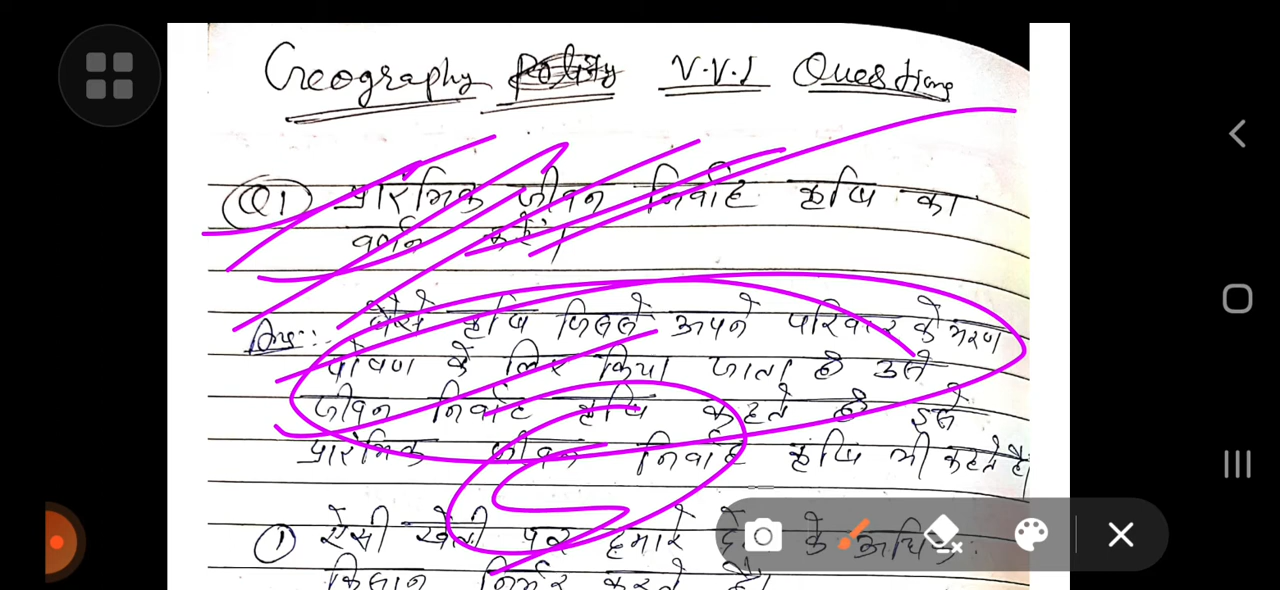 Geography Polity V.V.I Questions
Q1 प्रारंभिक जीवन निर्वाह कृषि का
वर्णन करें।
Ans:- वैसे कृषि जिससे अपने परिवार के भरण
पोषण के लिए किया जाता है उसे
जीवन निर्वाह कृषि कहते है इसे
प्रारंभिक जीवन निर्वाह कृषि भी कहते है।
① ऐसी खेती पर हमारे के अधिक
किसान निर्भर करते है।